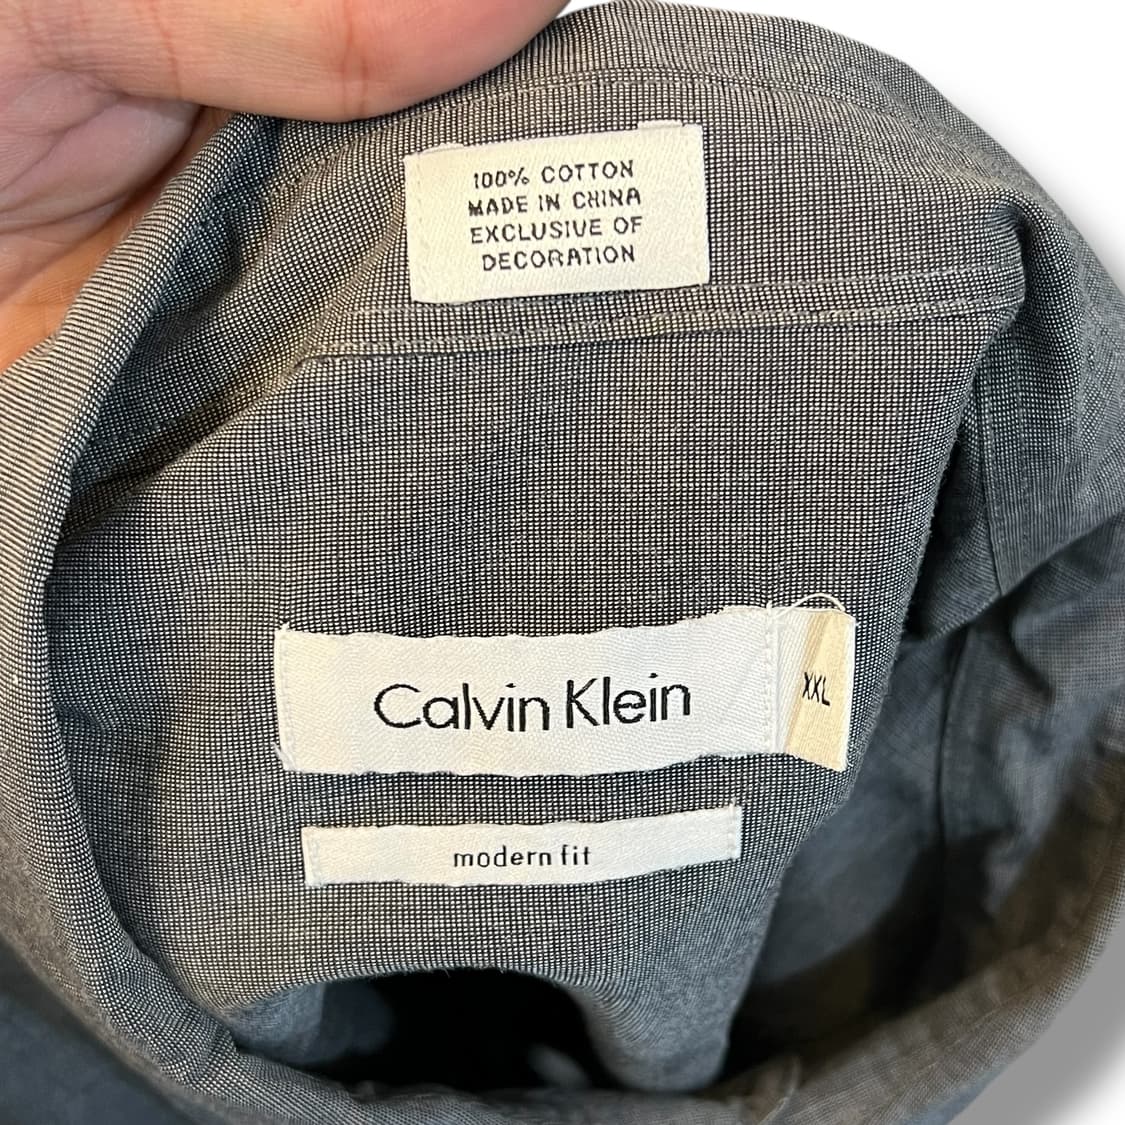 100% COTTON
MADE IN CHINA
EXCLUSIVE OF
DECORATION
Calvin Klein
XXL
modern fit